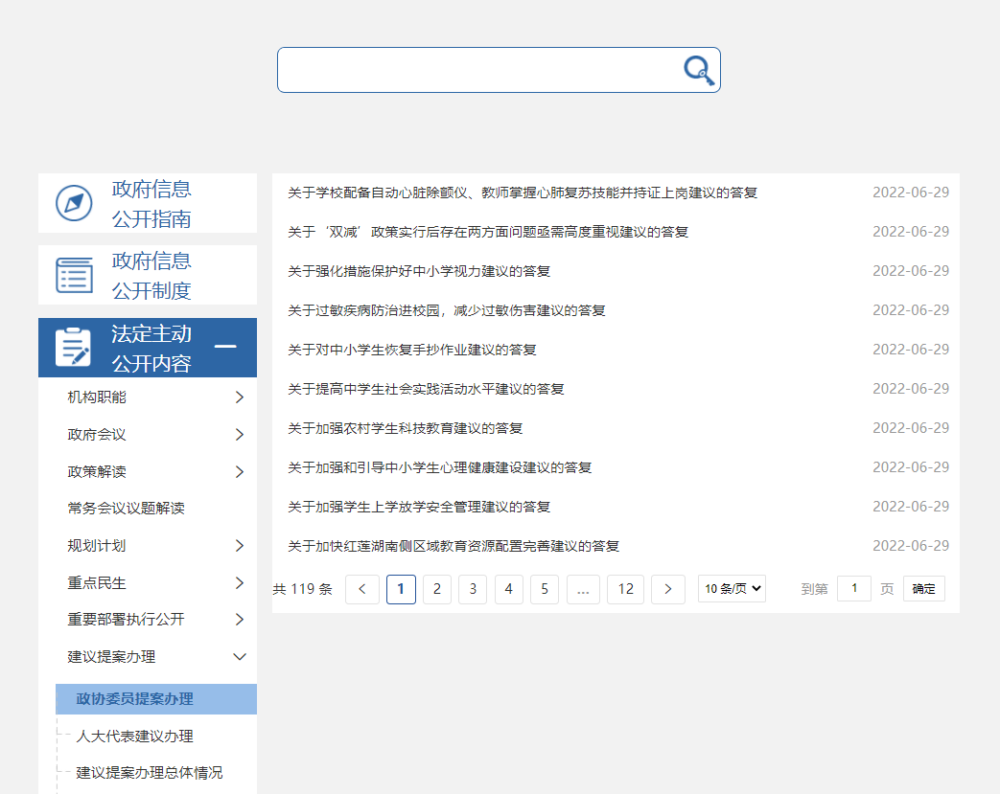 政府信息
公开指南
政府信息
公开制度
法定主动
公开内容
机构职能
政府会议
政策解读
常务会议议题解读
规划计划
重点民生
重要部署执行公开
建议提案办理
政协委员提案办理
人大代表建议办理
建议提案办理总体情况
关于学校配备自动心脏除颤仪、教师掌握心肺复苏技能并持证上岗建议的答复 2022-06-29
关于‘双减’政策实行后存在两方面问题亟需高度重视建议的答复 2022-06-29
关于强化措施保护好中小学视力建议的答复 2022-06-29
关于过敏疾病防治进校园，减少过敏伤害建议的答复 2022-06-29
关于对中小学生恢复手抄作业建议的答复 2022-06-29
关于提高中学生社会实践活动水平建议的答复 2022-06-29
关于加强农村学生科技教育建议的答复 2022-06-29
关于加强和引导中小学生心理健康建设建议的答复 2022-06-29
关于加强学生上学放学安全管理建议的答复 2022-06-29
关于加快红莲湖南侧区域教育资源配置完善建议的答复 2022-06-29
共 119 条 < 1 2 3 4 5 ... 12 > 10 条/页 到第 1 页 确定